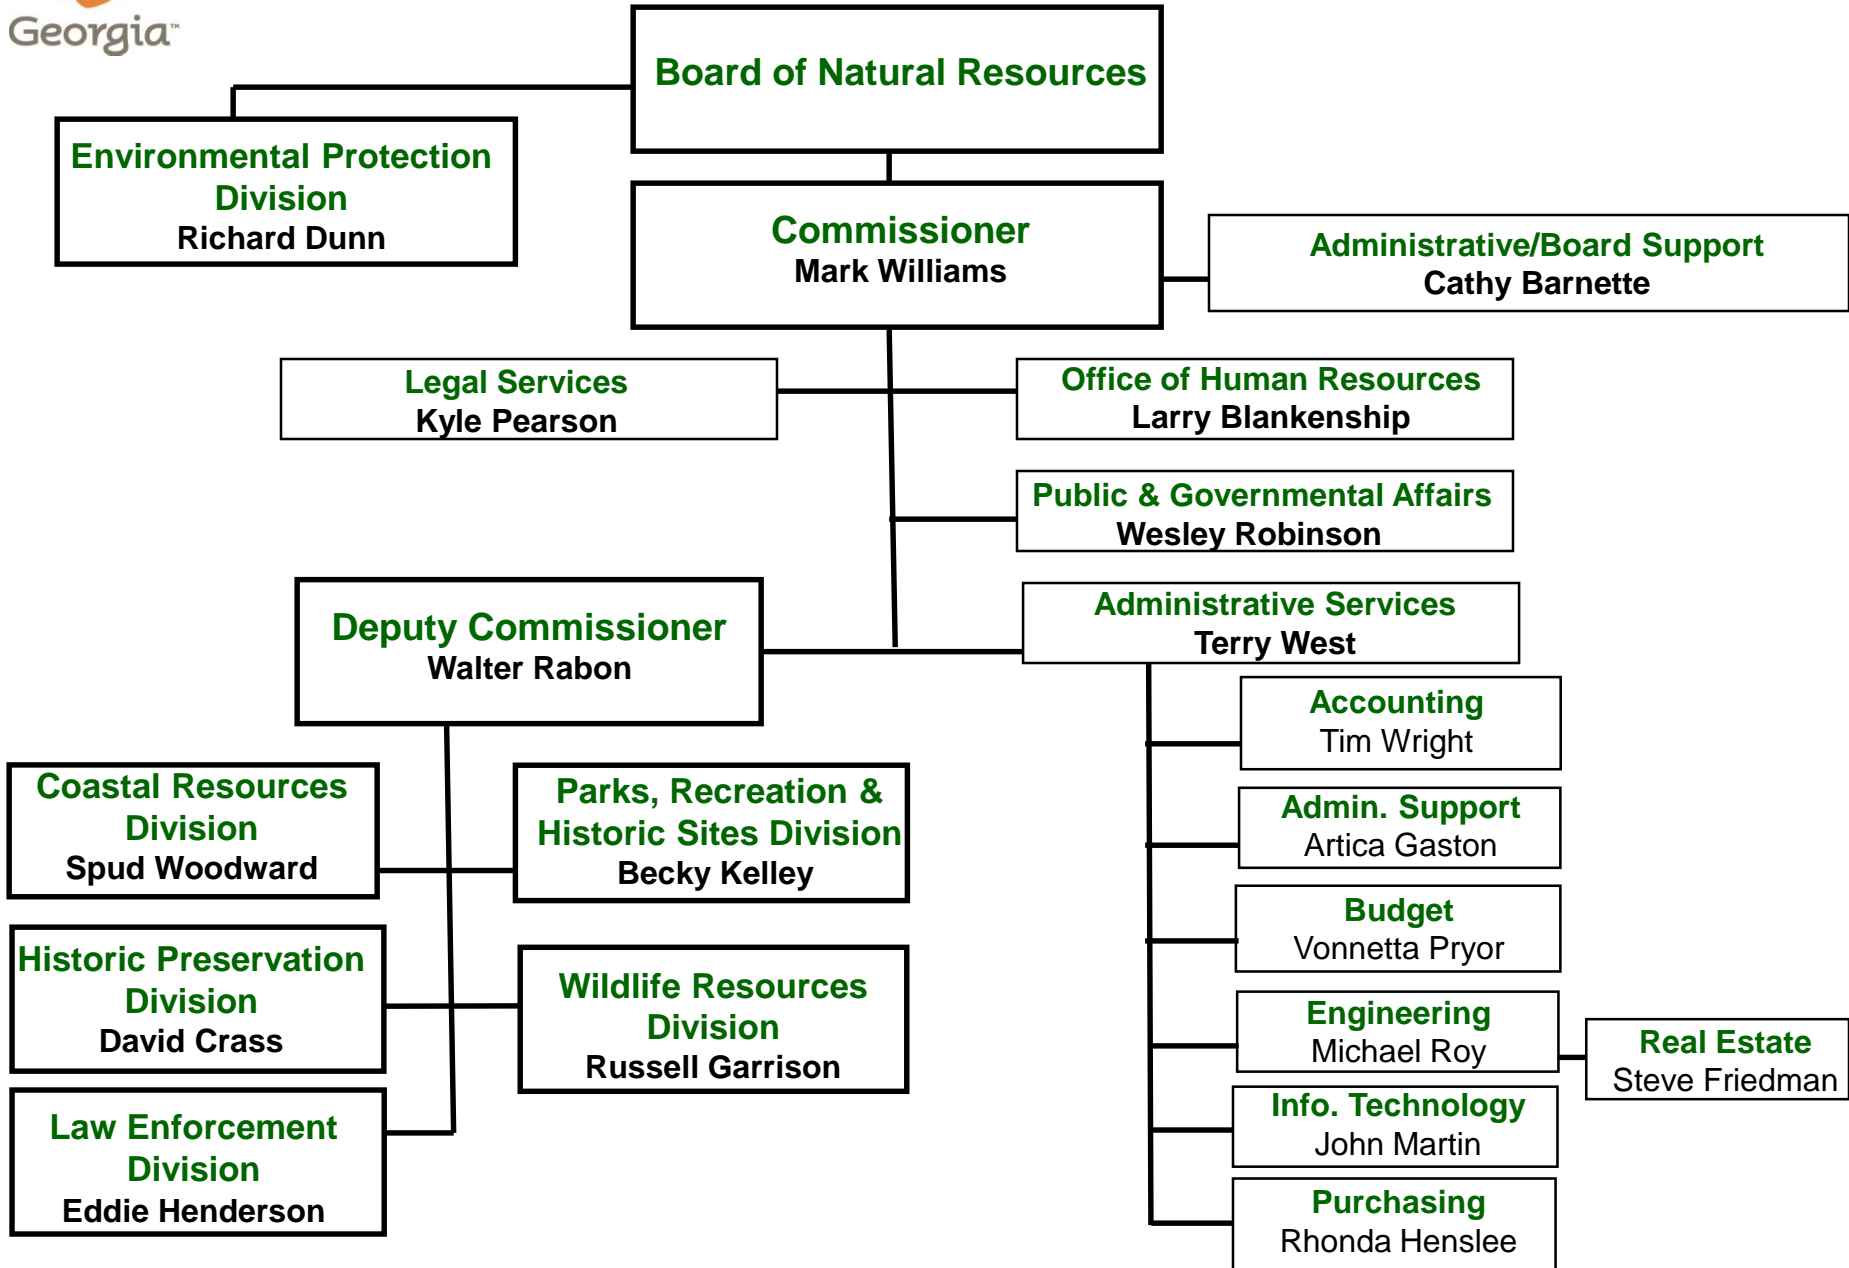 Georgia™
Board of Natural Resources
Environmental Protection
Division
Richard Dunn
Commissioner
Mark Williams
Administrative/Board Support
Cathy Barnette
Legal Services
Kyle Pearson
Office of Human Resources
Larry Blankenship
Public & Governmental Affairs
Wesley Robinson
Deputy Commissioner
Walter Rabon
Administrative Services
Terry West
Coastal Resources
Division
Spud Woodward
Parks, Recreation &
Historic Sites Division
Becky Kelley
Historic Preservation
Division
David Crass
Wildlife Resources
Division
Russell Garrison
Law Enforcement
Division
Eddie Henderson
Accounting
Tim Wright
Admin. Support
Artica Gaston
Budget
Vonnetta Pryor
Engineering
Michael Roy
Real Estate
Steve Friedman
Info. Technology
John Martin
Purchasing
Rhonda Henslee